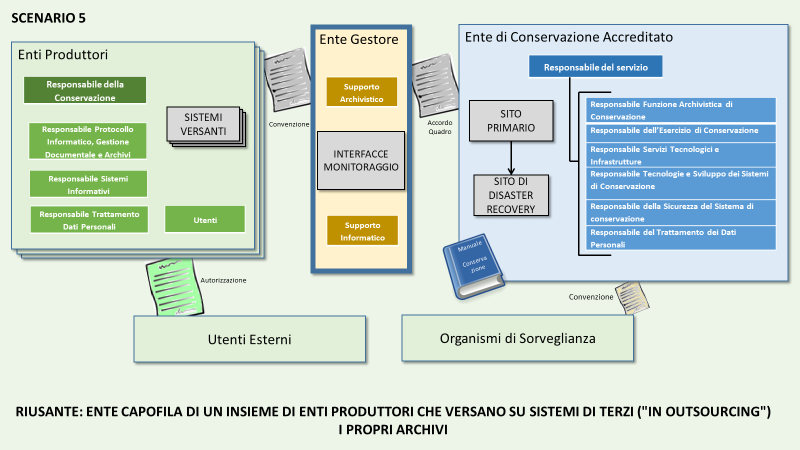 SCENARIO 5
Enti Produttori
Responsabile della
Conservazione
SISTEMI
VERSANTI
Responsabile Protocollo
Informatico, Gestione
Documentale e Archivi
Responsabile Sistemi
Informativi
Responsabile Trattamento
Dati Personali
Utenti
Convenzione
Ente Gestore
Supporto
Archivistico
INTERFACCE
MONITORAGGIO
Supporto
Informatico
Accordo
Quadro
Ente di Conservazione Accreditato
Responsabile del servizio
SITO
PRIMARIO
SITO DI
DISASTER
RECOVERY
Responsabile Funzione Archivistica di
Conservazione
Responsabile dell'Esercizio di Conservazione
Responsabile Servizi Tecnologici e
Infrastrutture
Responsabile Tecnologie e Sviluppo dei Sistemi
di Conservazione
Responsabile della Sicurezza del Sistema di
conservazione
Responsabile del Trattamento dei Dati
Personali
Manuale
Conserva
zione
Autorizzazione
Convenzione
Utenti Esterni
Organismi di Sorveglianza
RIUSANTE: ENTE CAPOFILA DI UN INSIEME DI ENTI PRODUTTORI CHE VERSANO SU SISTEMI DI TERZI ("IN OUTSOURCING")
I PROPRI ARCHIVI